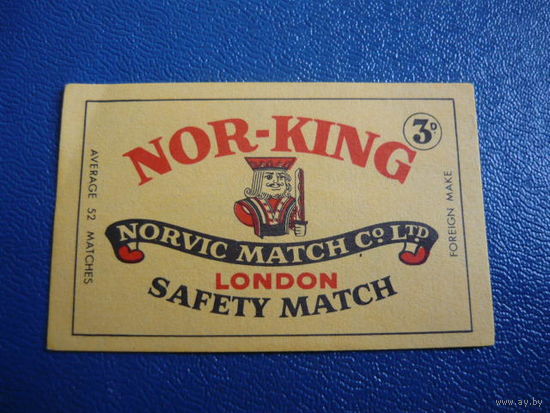 NOR-KING
3D
AVERAGE 52 MATCHES
FOREIGN MAKE
NORVIC MATCH CO. LTD
LONDON
SAFETY MATCH
www.ay.by